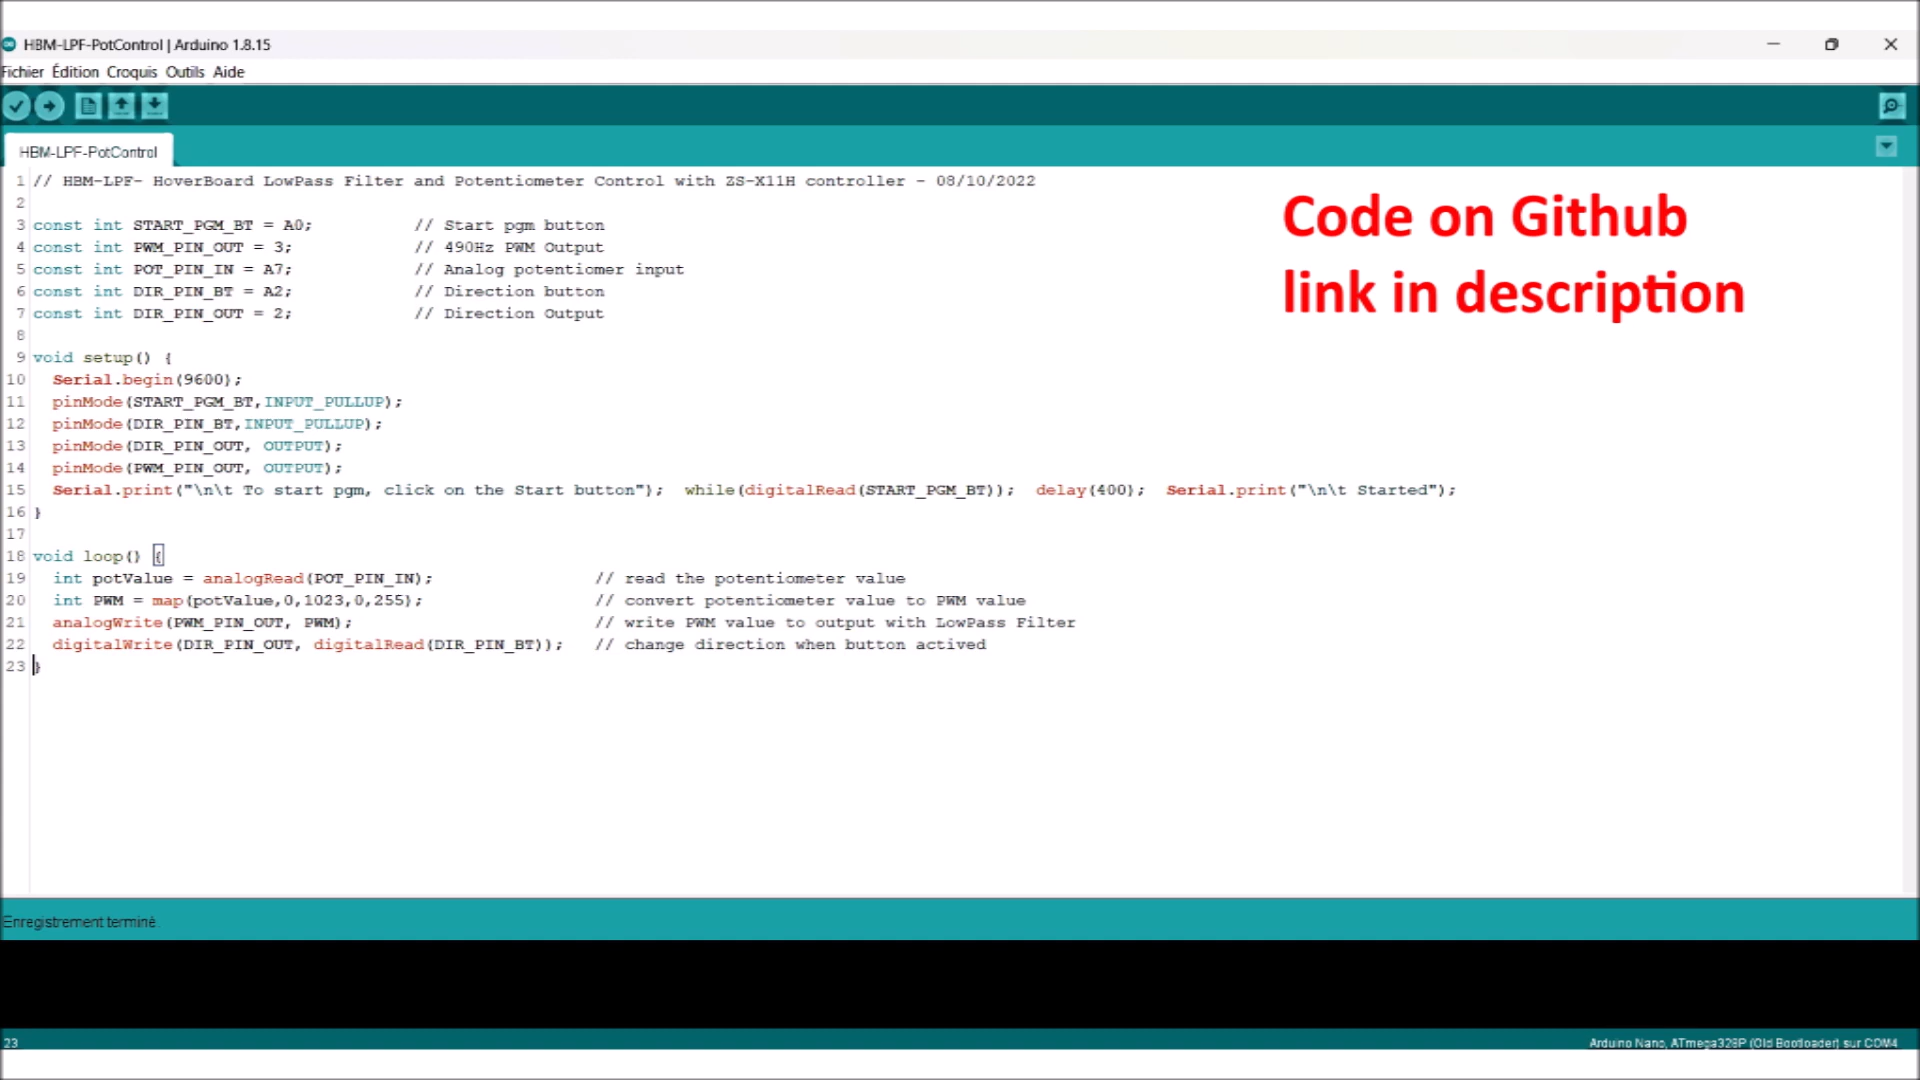 HBM-LPF-PotControl | Arduino 1.8.15
Fichier Édition Croquis Outils Aide
HBM-LPF-PotControl
1 // HBM-LPF- HoverBoard LowPass Filter and Potentiometer Control with ZS-X11H controller - 08/10/2022
2
3 const int START_PGM_BT = A0; // Start pgm button
4 const int PWM_PIN_OUT = 3; // 490Hz PWM Output
5 const int POT_PIN_IN = A7; // Analog potentiomer input
6 const int DIR_PIN_BT = A2; // Direction button
7 const int DIR_PIN_OUT = 2; // Direction Output
8
9 void setup() {
10 Serial.begin(9600);
11 pinMode(START_PGM_BT,INPUT_PULLUP);
12 pinMode(DIR_PIN_BT,INPUT_PULLUP);
13 pinMode(DIR_PIN_OUT, OUTPUT);
14 pinMode(PWM_PIN_OUT, OUTPUT);
15 Serial.print("\n\t To start pgm, click on the Start button"); while(digitalRead(START_PGM_BT)); delay(400); Serial.print("\n\t Started");
16 }
17
18 void loop() {
19 int potValue = analogRead(POT_PIN_IN); // read the potentiometer value
20 int PWM = map(potValue,0,1023,0,255); // convert potentiometer value to PWM value
21 analogWrite(PWM_PIN_OUT, PWM); // write PWM value to output with LowPass Filter
22 digitalWrite(DIR_PIN_OUT, digitalRead(DIR_PIN_BT)); // change direction when button actived
23 }
Code on Github
link in description
Enregistrement terminé.
23
Arduino Nano, ATmega328P (Old Bootloader) sur COM4